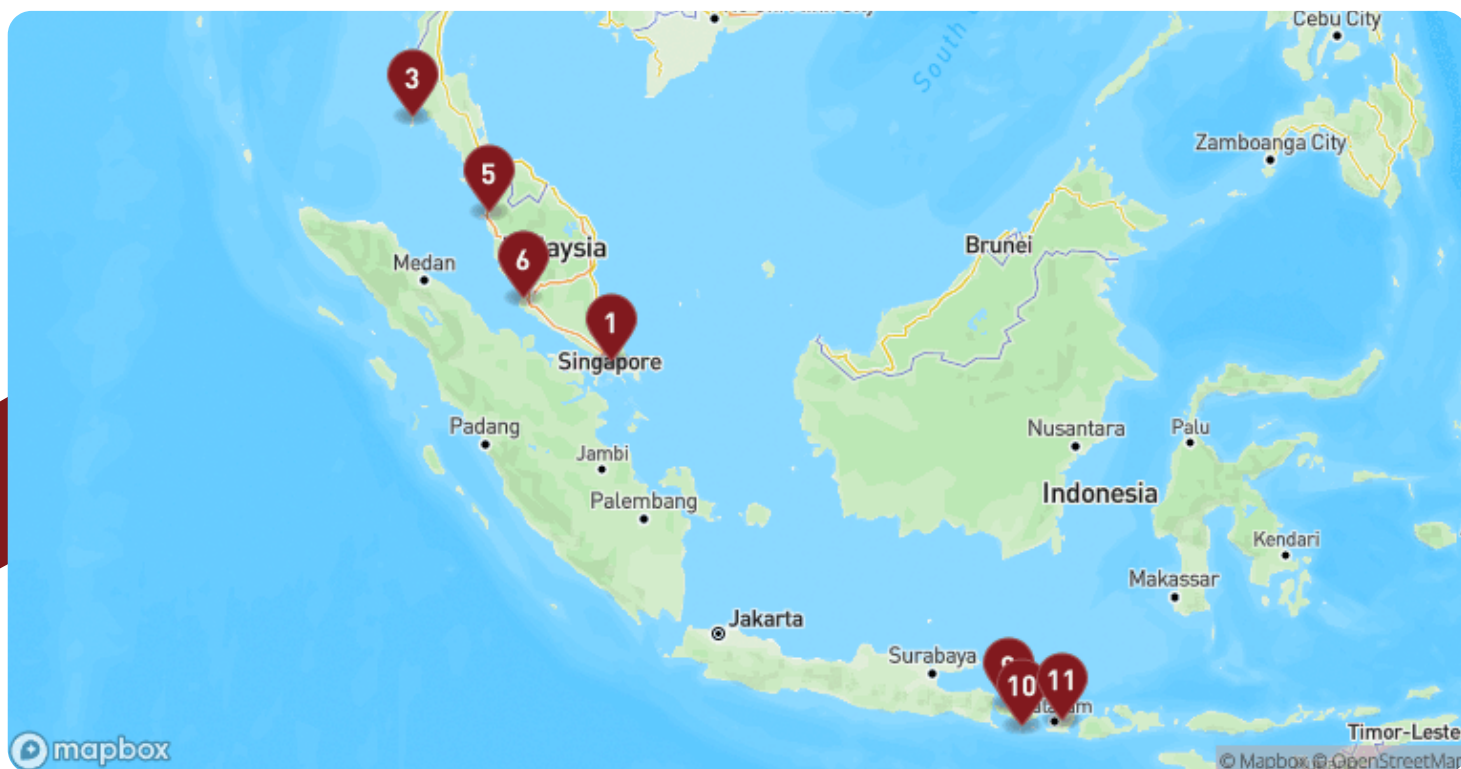 Cebu City
South
3
Zamboanga City
5
aysia
Brunei
6
Medan
1
Singapore
Padang
Nusantara
Palu
Jambi
Indonesia
Palembang
Kendari
Makassar
Jakarta
Surabaya
10
11
Timor-Leste
mapbox
© Mapbox © OpenStreetMap